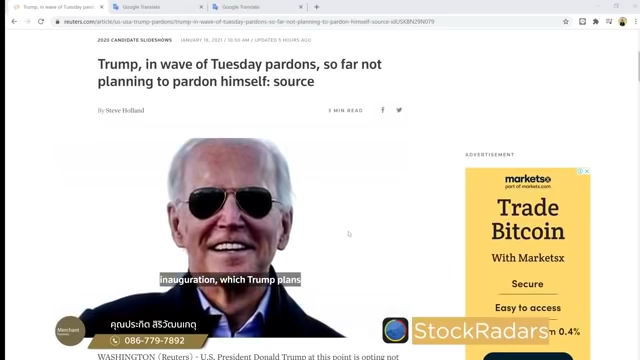 Trump, in wave of Tuesday pardons
Google Translate
Google Translate
reuters.com/article/us-usa-trump-pardons/trump-in-wave-of-tuesday-pardons-so-far-not-planning-to-pardon-himself-source-idUSKBN29N079
2020 CANDIDATE SLIDESHOWS
JANUARY 18, 2021 / 10:50 AM / UPDATED 5 HOURS AGO
Trump, in wave of Tuesday pardons, so far not
planning to pardon himself: source
By Steve Holland
3 MIN READ
ADVERTISEMENT
markets
part of markets.com
Trade
Bitcoin
With Marketsx
Secure
Easy to access
0.4%
inauguration, which Trump plans
Merchant
คุณประกิต สิริวัฒนเกตุ
086-779-7892
StockRadars
WASHINGTON (Reuters) - U.S. President Donald Trump at this point is opting not